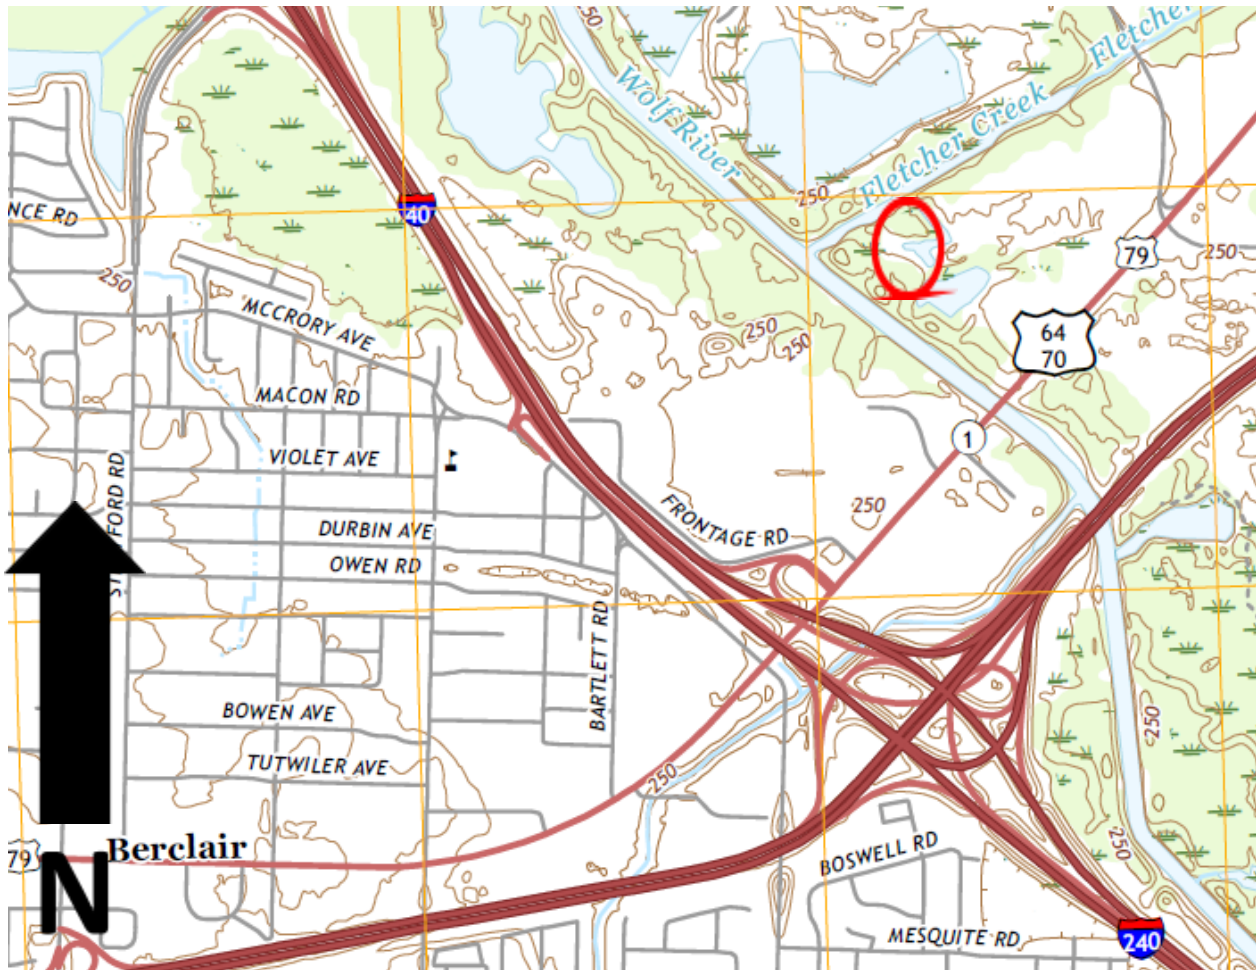 250
Wolf River
Fletcher
Fletcher Creek
250
250
NCE RD
40
79
250
250
MCCRORY AVE
250
250
64
70
MACON RD
1
VIOLET AVE
FORD RD
250
FRONTAGE RD
DURBIN AVE
OWEN RD
BARTLETT RD
BOWEN AVE
250
TUTWILER AVE
250
79
Berclair
250
BOSWELL RD
N
MESQUITE RD
240